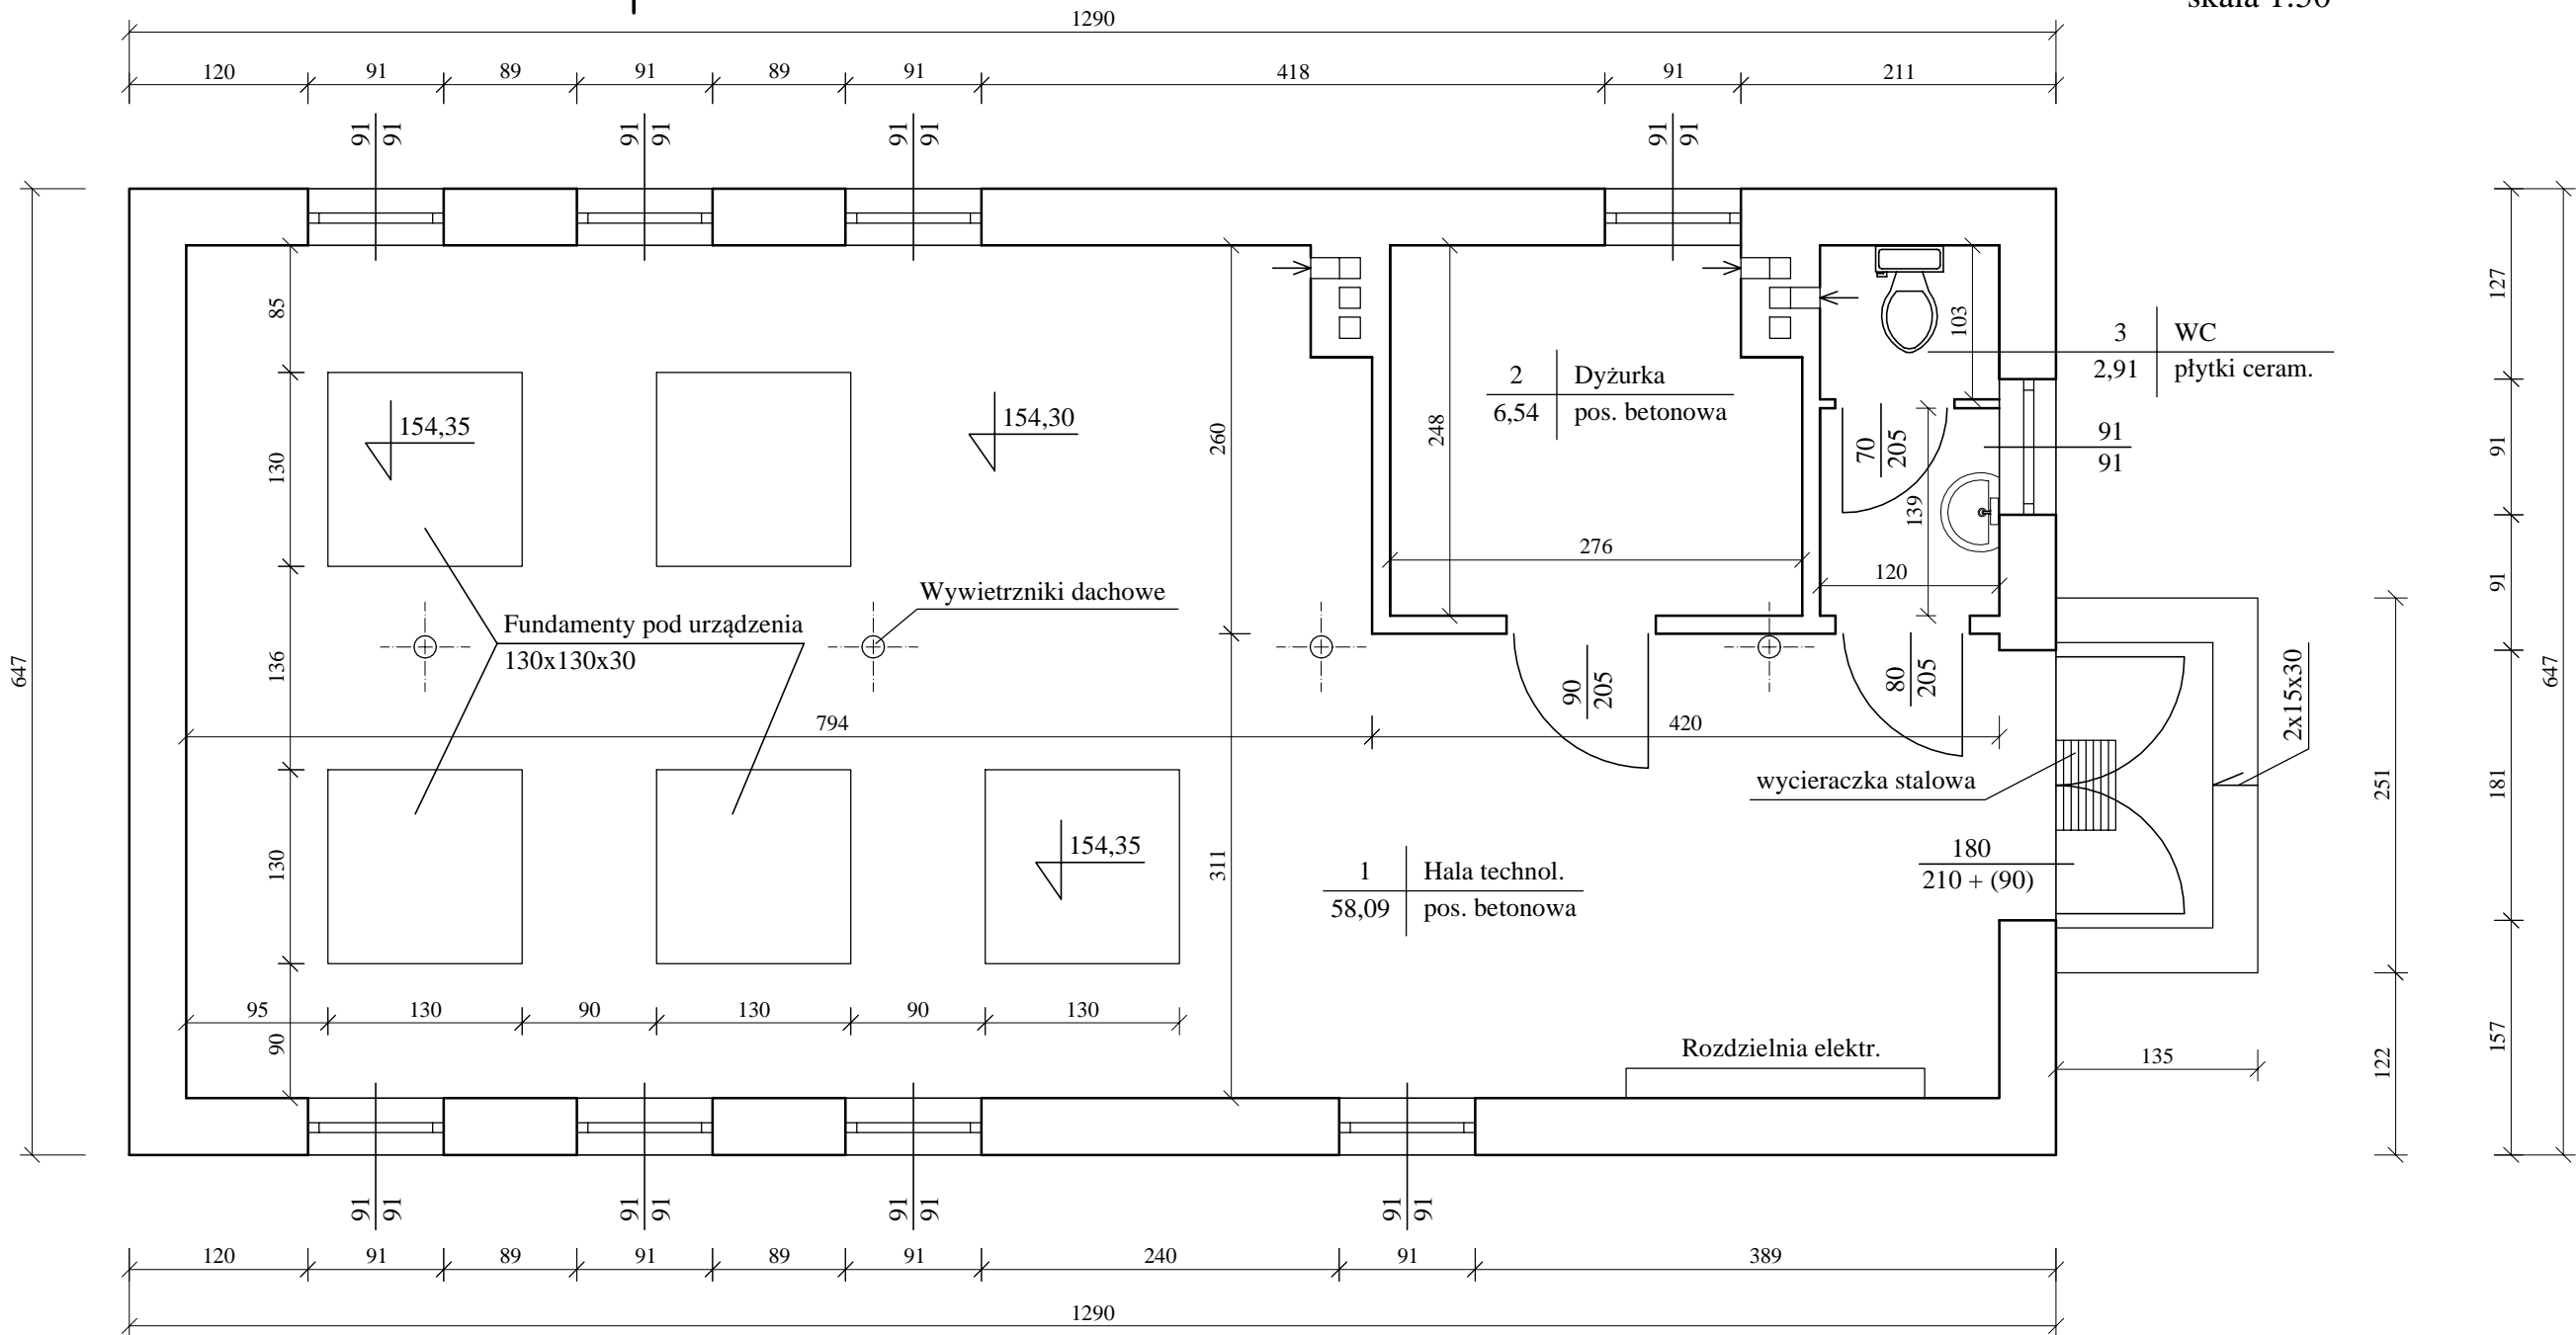 skala 1:50
1290
120 91 89 91 89 91 418 91 211
91 91 91 91
91 91 91 91
647
85
130
136
130
90
154,35
154,30
260
311
248
276
2 Dyżurka
6,54 pos. betonowa
103
3 WC
2,91 płytki ceram.
91
91
70
205
139
120
Wywietrzniki dachowe
Fundamenty pod urządzenia
130x130x30
794
420
90
205
80
205
2x15x30
wycieraczka stalowa
180
210 + (90)
154,35
1 Hala technol.
58,09 pos. betonowa
95 130 90 130 90 130
Rozdzielnia elektr.
135
251
122
127
91
91
181
157
647
91 91 91 91
91 91 91 91
120 91 89 91 89 91 240 91 389
1290